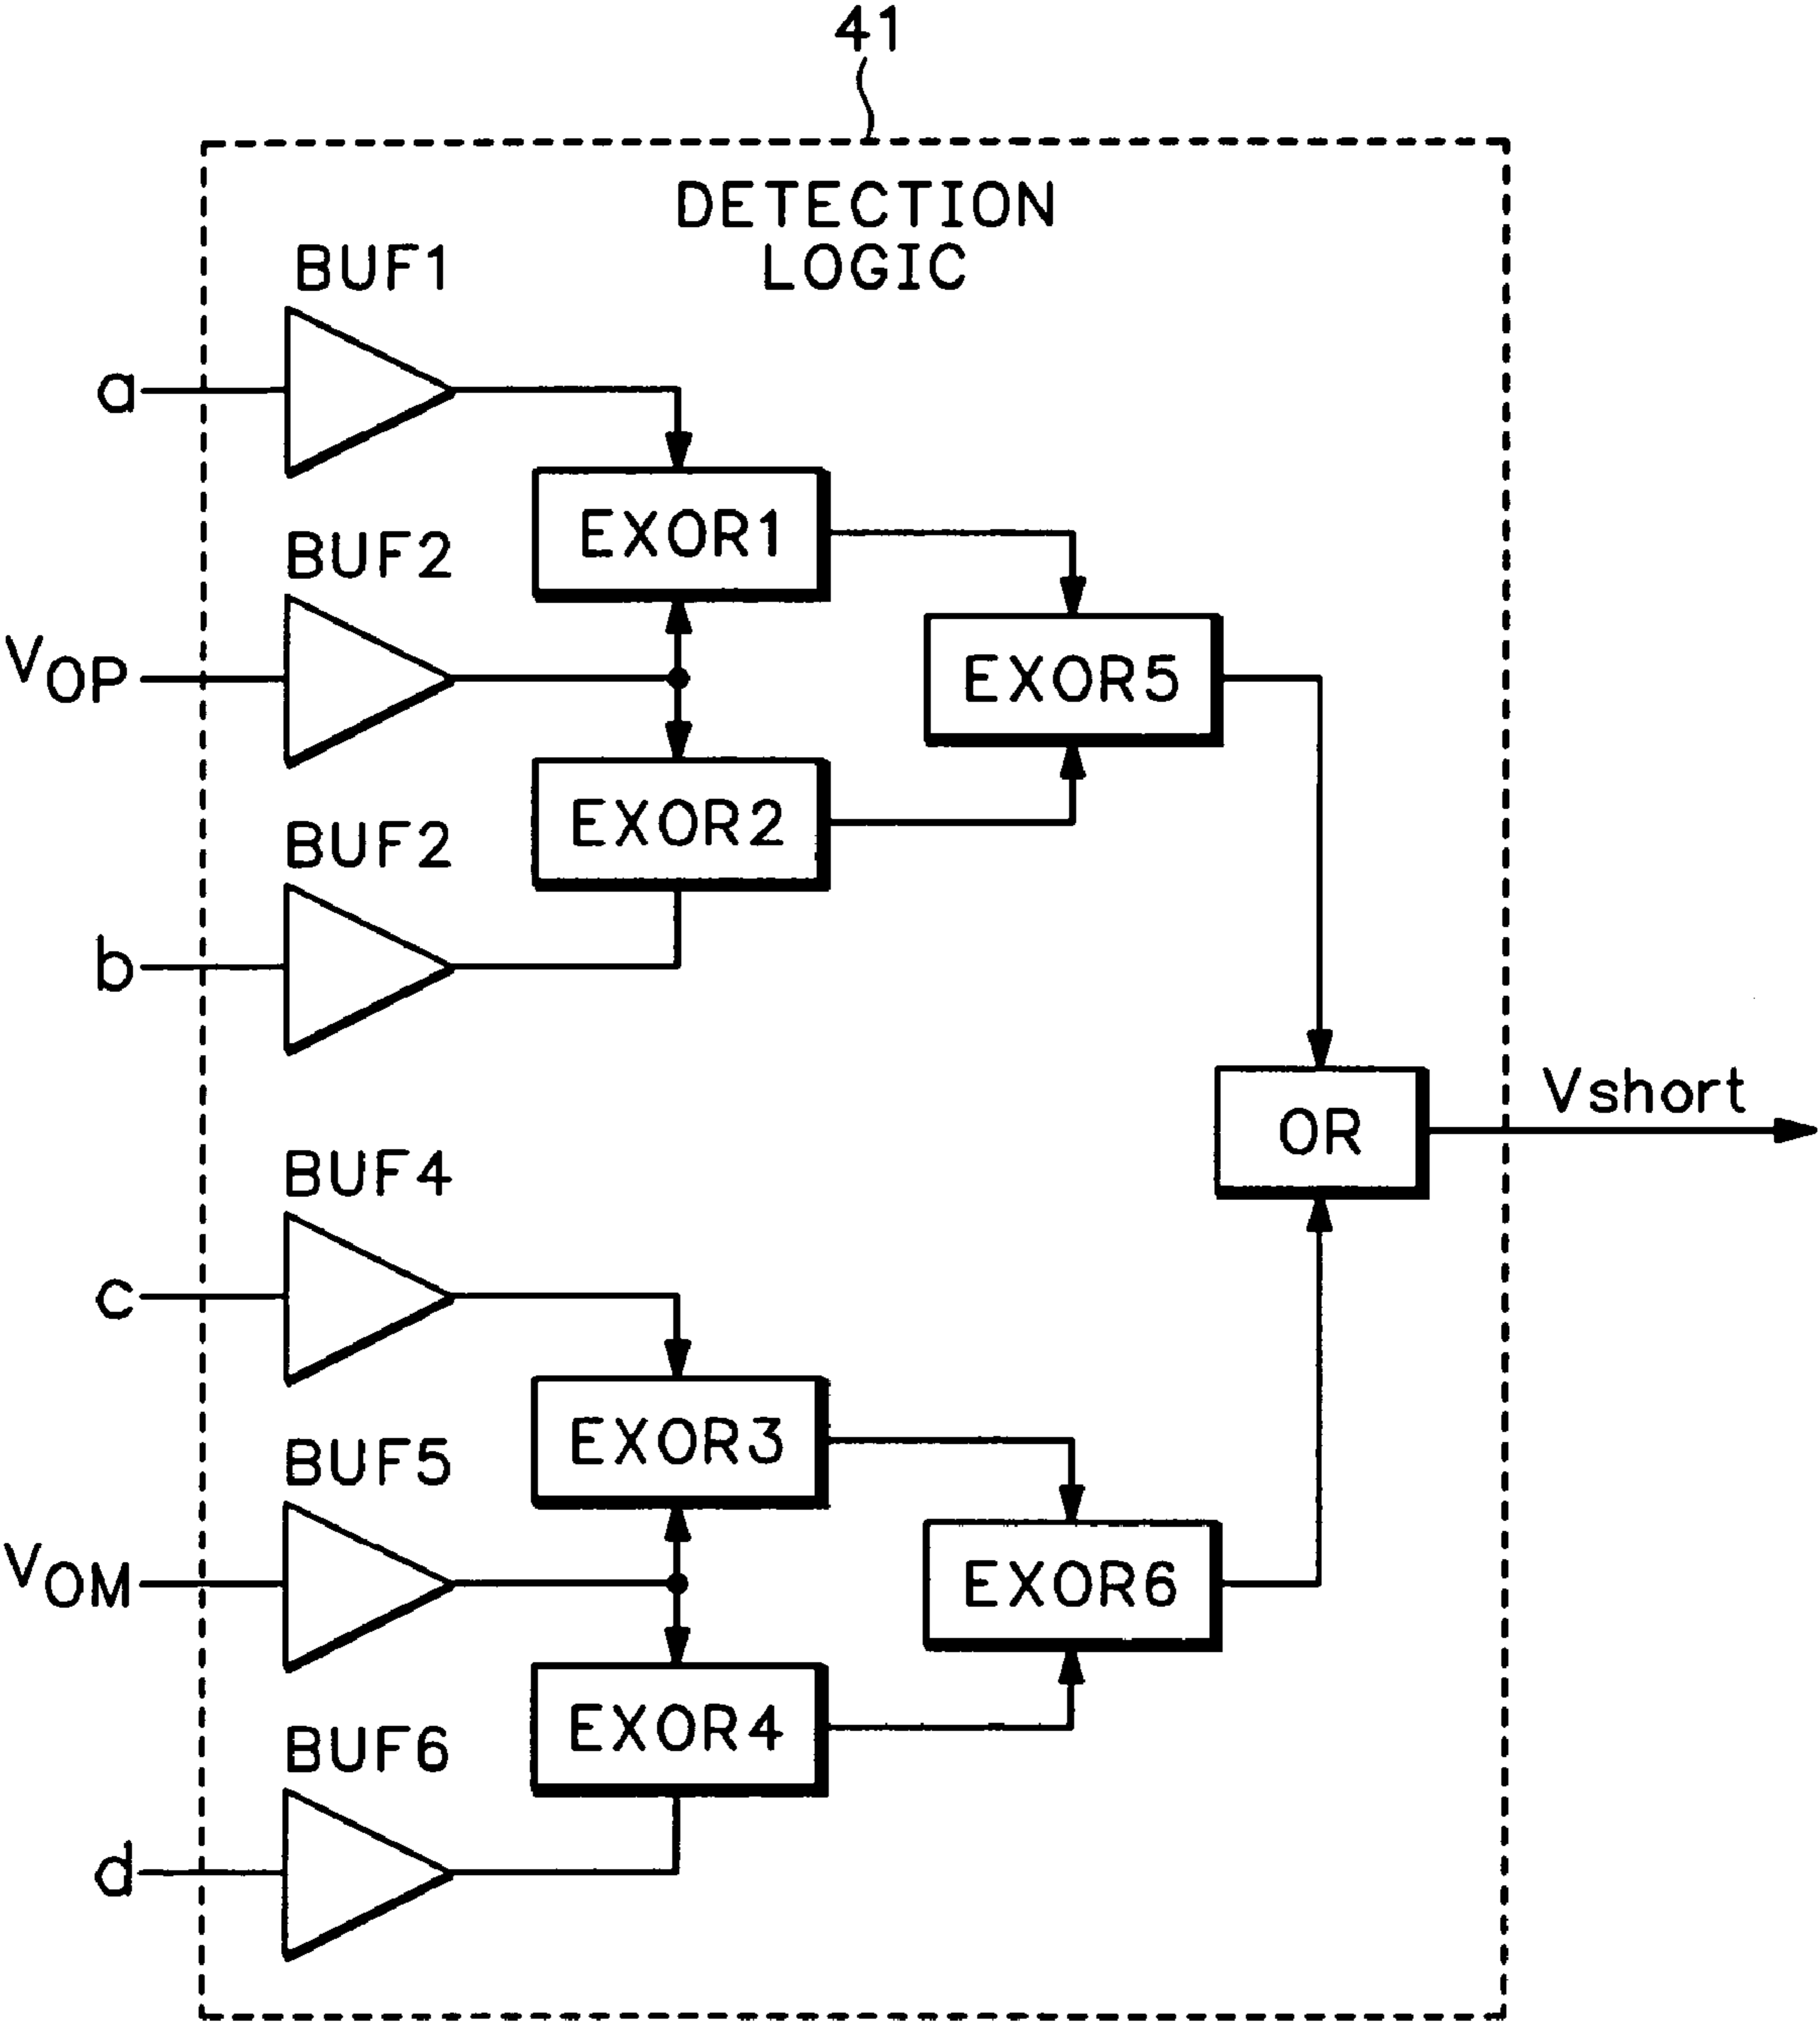 41
DETECTION
LOGIC
BUF1
a
EXOR1
BUF2
VOP
EXOR5
EXOR2
BUF2
b
Vshort
OR
BUF4
c
EXOR3
BUF5
VOM
EXOR6
EXOR4
BUF6
d